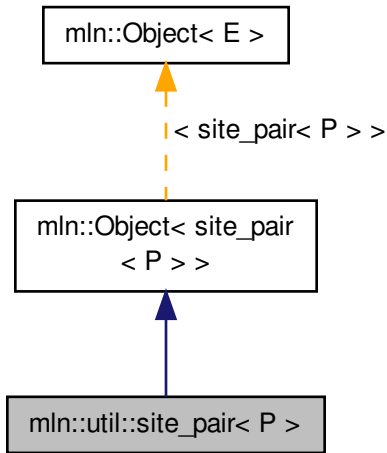 mln::Object< E >
< site_pair< P > >
mln::Object< site_pair
< P > >
mln::util::site_pair< P >